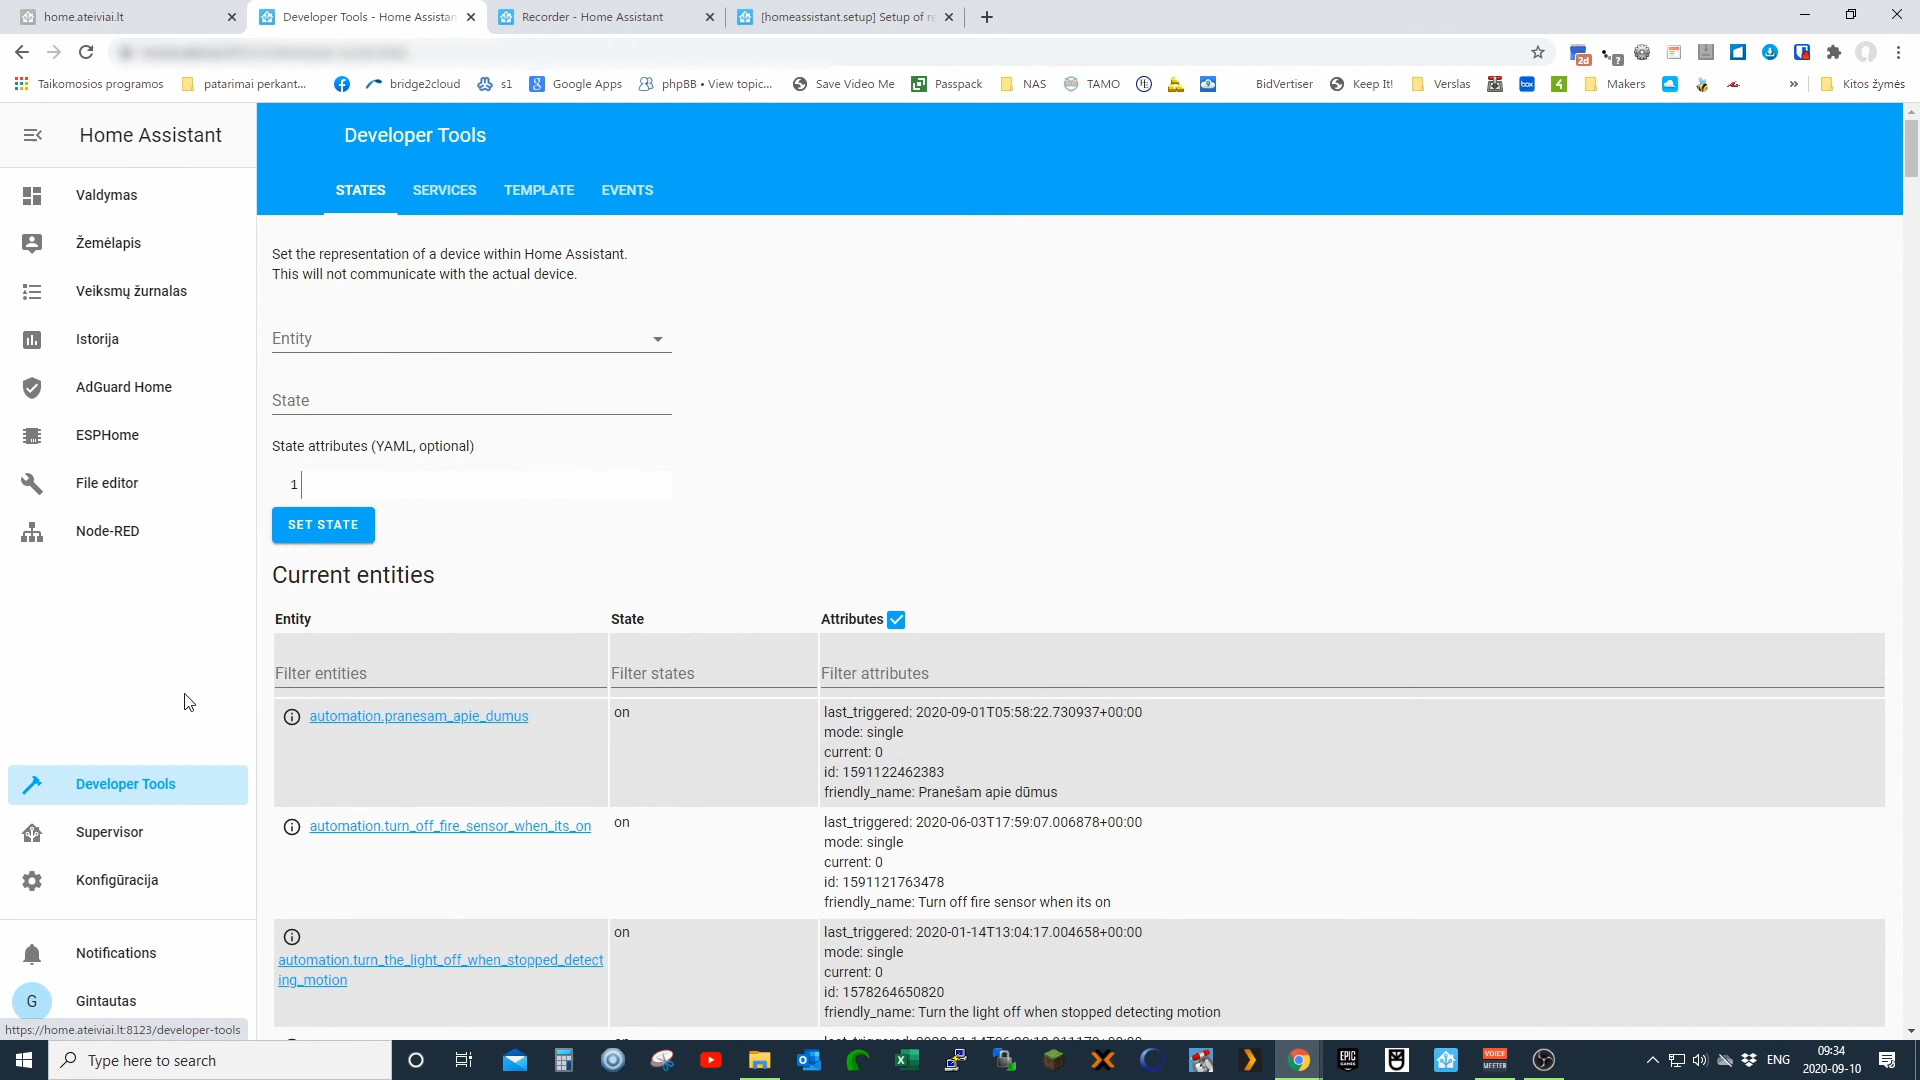 home.ateiviai.lt
Developer Tools - Home Assistan
Recorder - Home Assistant
[homeassistant.setup] Setup of re
Taikomosios programos
patarimai perkant...
bridge2cloud
s1
Google Apps
phpBB • View topic...
Save Video Me
Passpack
NAS
TAMO
BidVertiser
Keep It!
Verslas
box
4
Makers
»
Kitos žymės
2d
Home Assistant
Valdymas
Žemėlapis
Veiksmų žurnalas
Istorija
AdGuard Home
ESPHome
File editor
Node-RED
Developer Tools
Supervisor
Konfigūracija
Notifications
G
Gintautas
https://home.ateiviai.lt:8123/developer-tools
Developer Tools
STATES
SERVICES
TEMPLATE
EVENTS
Set the representation of a device within Home Assistant.
This will not communicate with the actual device.
Entity
State
State attributes (YAML, optional)
1
SET STATE
Current entities
Entity
State
Attributes
Filter entities
Filter states
Filter attributes
automation.pranesam_apie_dumus
on
last_triggered: 2020-09-01T05:58:22.730937+00:00
mode: single
current: 0
id: 1591122462383
friendly_name: Pranešam apie dūmus
automation.turn_off_fire_sensor_when_its_on
on
last_triggered: 2020-06-03T17:59:07.006878+00:00
mode: single
current: 0
id: 1591121763478
friendly_name: Turn off fire sensor when its on
automation.turn_the_light_off_when_stopped_detect
ing_motion
on
last_triggered: 2020-01-14T13:04:17.004658+00:00
mode: single
current: 0
id: 1578264650820
friendly_name: Turn the light off when stopped detecting motion
Type here to search
EPIC
GAMES
VOICE
MEETER
ENG
09:34
2020-09-10